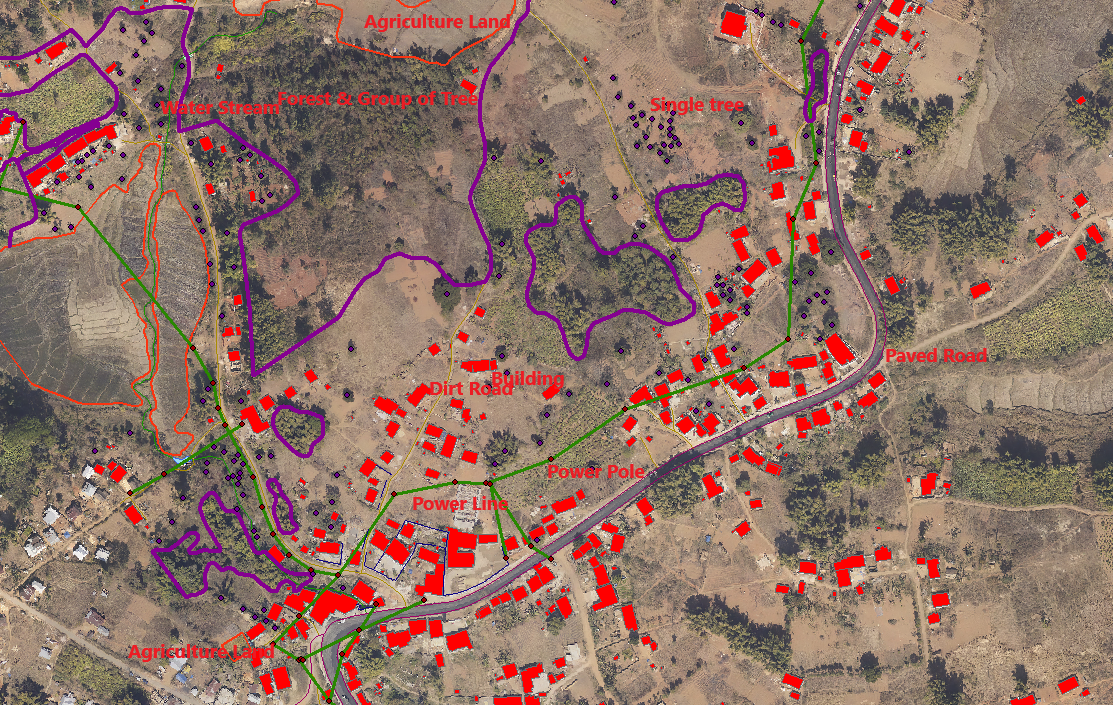 Agriculture Land
Water Stream
Forest & Group of Tree
Single tree
Paved Road
Building
Dirt Road
Power Pole
Power Line
Agriculture Land